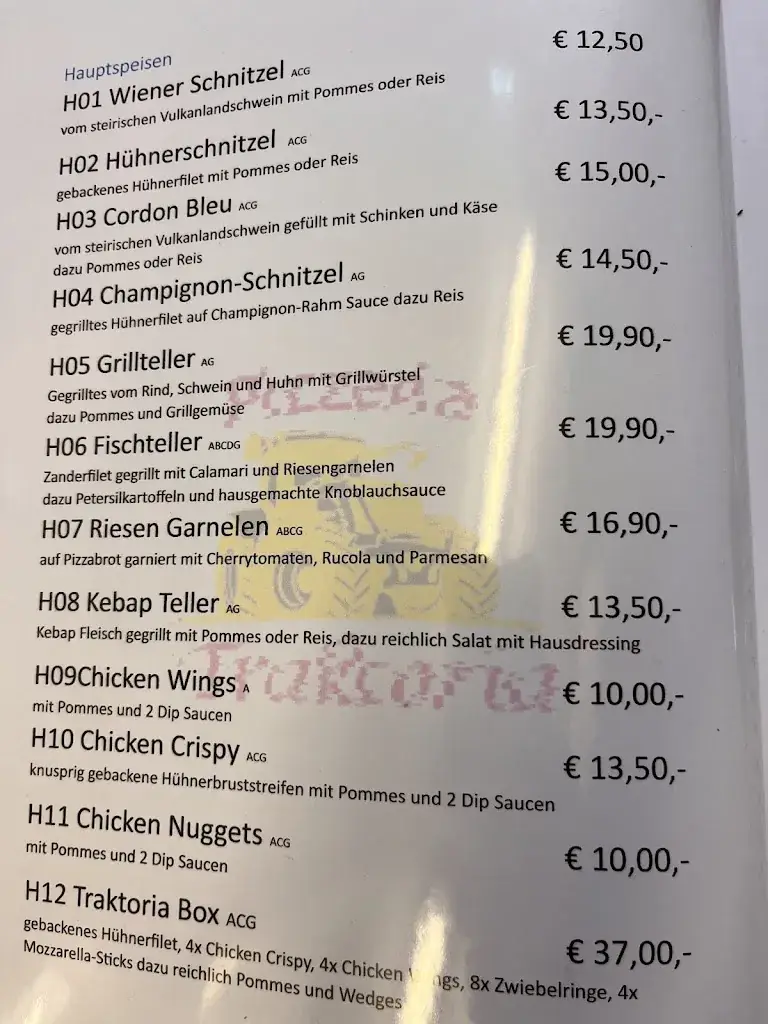 Hauptspeisen
H01 Wiener Schnitzel ACG € 12,50
vom steirischen Vulkanlandschwein mit Pommes oder Reis
H02 Hühnerschnitzel ACG € 13,50,-
gebackenes Hühnerfilet mit Pommes oder Reis
H03 Cordon Bleu ACG € 15,00,-
vom steirischen Vulkanlandschwein gefüllt mit Schinken und Käse
dazu Pommes oder Reis
H04 Champignon-Schnitzel AG € 14,50,-
gegrilltes Hühnerfilet auf Champignon-Rahm Sauce dazu Reis
H05 Grillteller AG € 19,90,-
Gegrilltes vom Rind, Schwein und Huhn mit Grillwürstel
dazu Pommes und Grillgemüse
H06 Fischteller ABCDG € 19,90,-
Zanderfilet gegrillt mit Calamari und Riesengarnelen
dazu Petersilkartoffeln und hausgemachte Knoblauchsauce
H07 Riesen Garnelen ABCG € 16,90,-
auf Pizzabrot garniert mit Cherrytomaten, Rucola und Parmesan
H08 Kebap Teller AG € 13,50,-
Kebap Fleisch gegrillt mit Pommes oder Reis, dazu reichlich Salat mit Hausdressing
H09Chicken Wings A € 10,00,-
mit Pommes und 2 Dip Saucen
H10 Chicken Crispy ACG € 13,50,-
knusprig gebackene Hühnerbruststreifen mit Pommes und 2 Dip Saucen
H11 Chicken Nuggets ACG € 10,00,-
mit Pommes und 2 Dip Saucen
H12 Traktoria Box ACG € 37,00,-
gebackenes Hühnerfilet, 4x Chicken Crispy, 4x Chicken Wings, 8x Zwiebelringe, 4x
Mozzarella-Sticks dazu reichlich Pommes und Wedges
Pizzeria
Traktoria